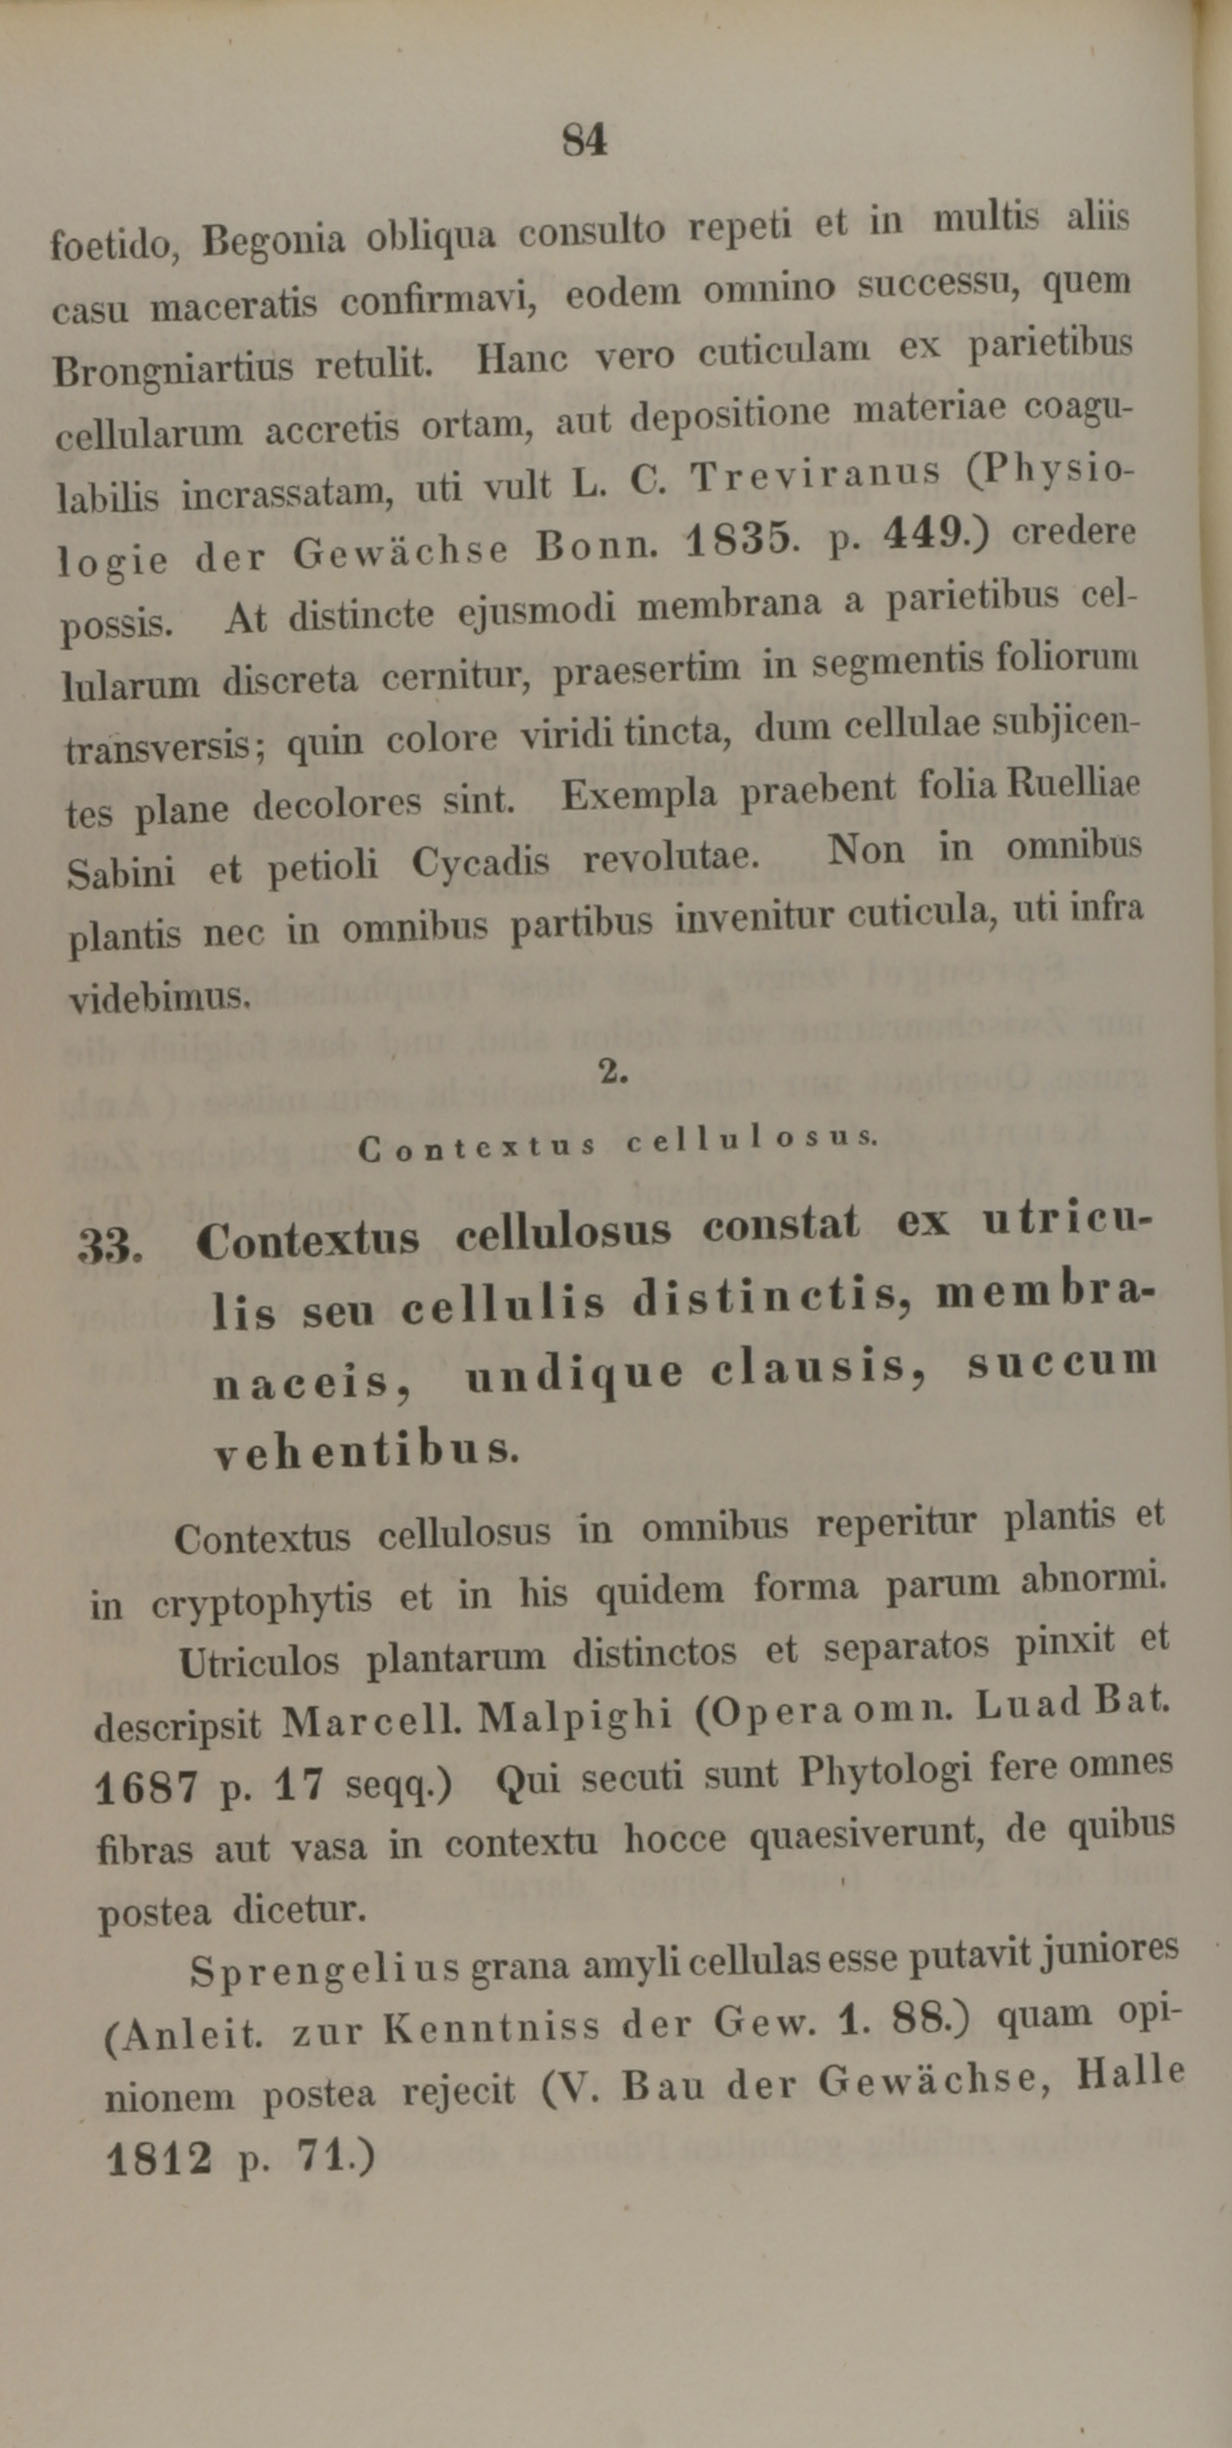 84
foetido, Begonia obliqua consulto repeti et in multis aliis
casu maceratis confirmavi, eodem omnino successu, quem
Brongniartius retulit. Hanc vero cuticulam ex parietibus
cellularum accretis ortam, aut depositione materiae coagu-
labilis incrassatam, uti vult L. C. Treviranus (Physio-
logie der Gewächse Bonn. 1835. p. 449.) credere
possis. At distincte ejusmodi membrana a parietibus cel-
lularum discreta cernitur, praesertim in segmentis foliorum
transversis; quin colore viridi tincta, dum cellulae subjicen-
tes plane decolores sint. Exempla praebent folia Ruelliae
Sabini et petioli Cycadis revolutae. Non in omnibus
plantis nec in omnibus partibus invenitur cuticula, uti infra
videbimus.
2.
Contextus cellulosus.
33. Contextus cellulosus constat ex utricu-
lis seu cellulis distinctis, membra-
naceis, undique clausis, succum
vehentibus.
Contextus cellulosus in omnibus reperitur plantis et
in cryptophytis et in his quidem forma parum abnormi.
Utriculos plantarum distinctos et separatos pinxit et
descripsit Marcell. Malpighi (Opera omn. Luad Bat.
1687 p. 17 seqq.) Qui secuti sunt Phytologi fere omnes
fibras aut vasa in contextu hocce quaesiverunt, de quibus
postea dicetur.
Sprengelius grana amyli cellulas esse putavit juniores
(Anleit. zur Kenntniss der Gew. 1. 88.) quam opi-
nionem postea rejecit (V. Bau der Gewächse, Halle
1812 p. 71.)